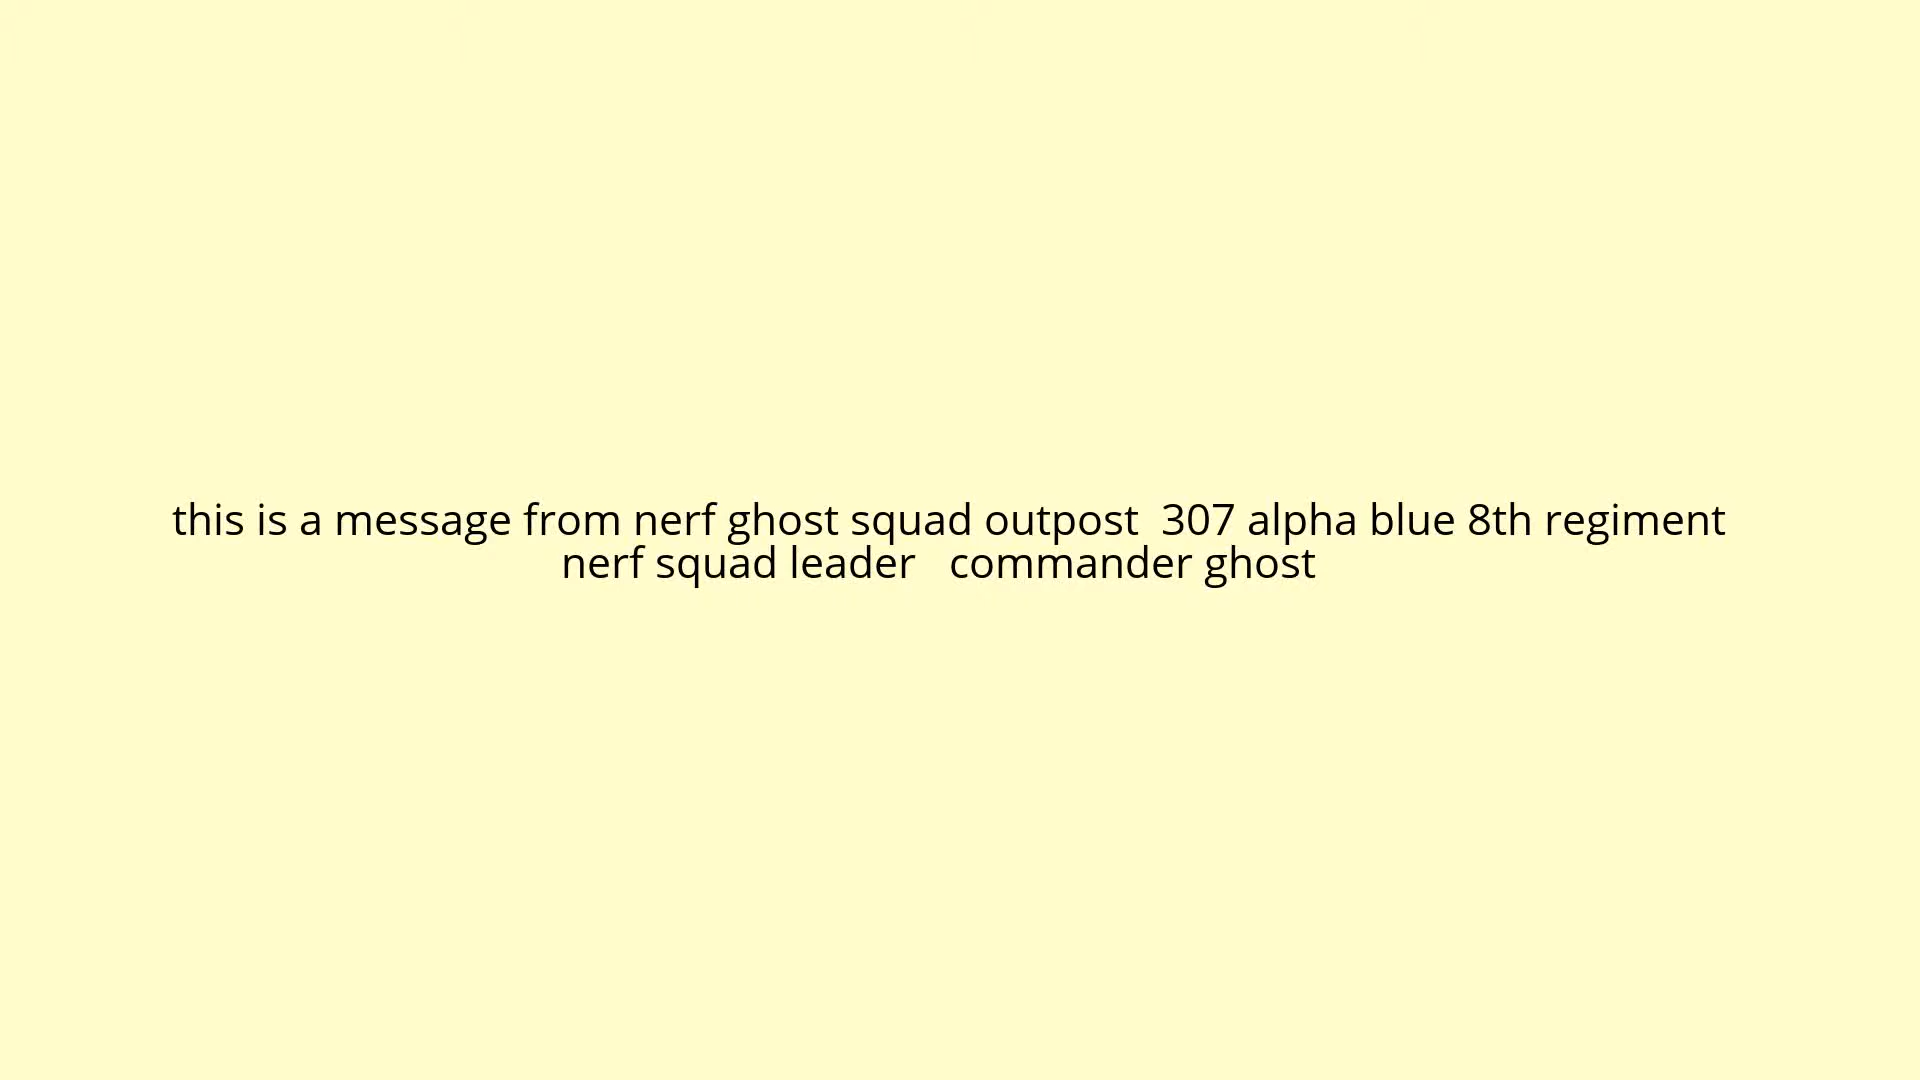 this is a message from nerf ghost squad outpost  307 alpha blue 8th regiment
nerf squad leader   commander ghost